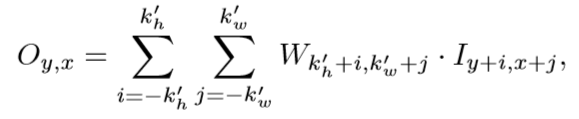 $O_{y,x} = \sum_{i=-k'_h}^{k'_h} \sum_{j=-k'_w}^{k'_w} W_{k'_h+i,k'_w+j} \cdot I_{y+i,x+j},$